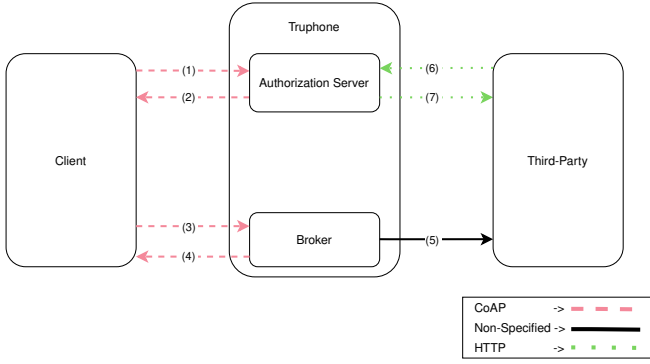 Truphone
Client
(1)
Authorization Server
(6)
(2)
(7)
Third-Party
(3)
Broker
(5)
(4)
CoAP ->
Non-Specified ->
HTTP ->